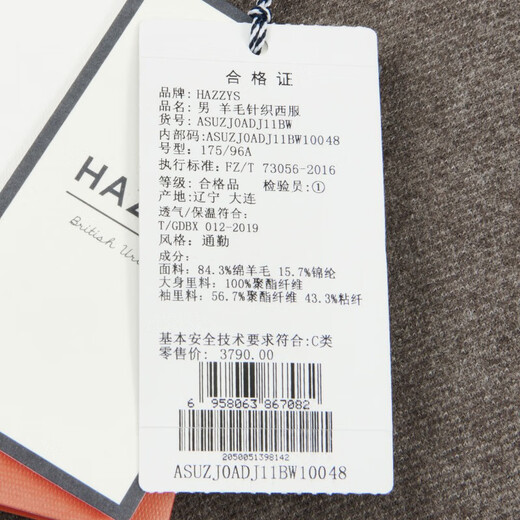 HAZZ
British Uni
合格证
品牌: HAZZYS
品名: 男 羊毛针织西服
货号: ASUZJ0ADJ11BW
内部码: ASUZJ0ADJ11BW10048
号型: 175/96A
执行标准: FZ/T 73056-2016
等级: 合格品 检验员:①
产地:辽宁 大连
透气/保温符合:
T/GDBX 012-2019
风格: 通勤
成分:
面料: 84.3%绵羊毛 15.7%锦纶
大身里料: 100%聚酯纤维
袖里料: 56.7%聚酯纤维 43.3%粘纤
基本安全技术要求符合:C类
零售价: 3790.00
6 958063 867082
2050051398142
ASUZJ0ADJ11BW10048